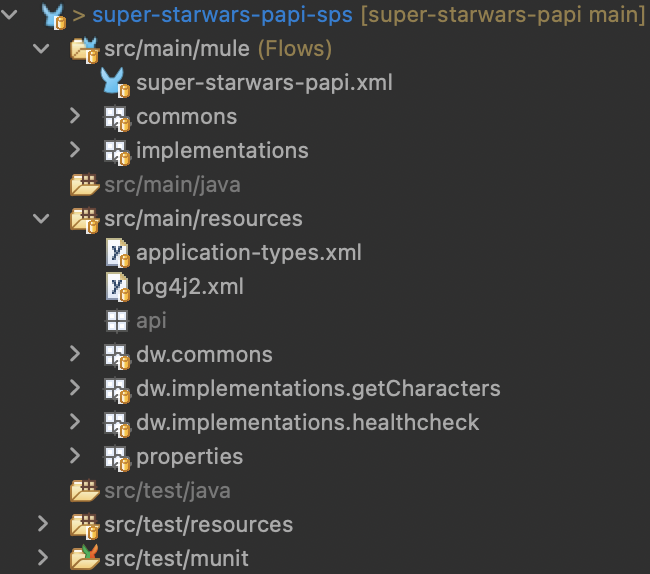 > super-starwars-papi-sps [super-starwars-papi main]
src/main/mule (Flows)
super-starwars-papi.xml
commons
implementations
src/main/java
src/main/resources
application-types.xml
log4j2.xml
api
dw.commons
dw.implementations.getCharacters
dw.implementations.healthcheck
properties
src/test/java
src/test/resources
src/test/munit